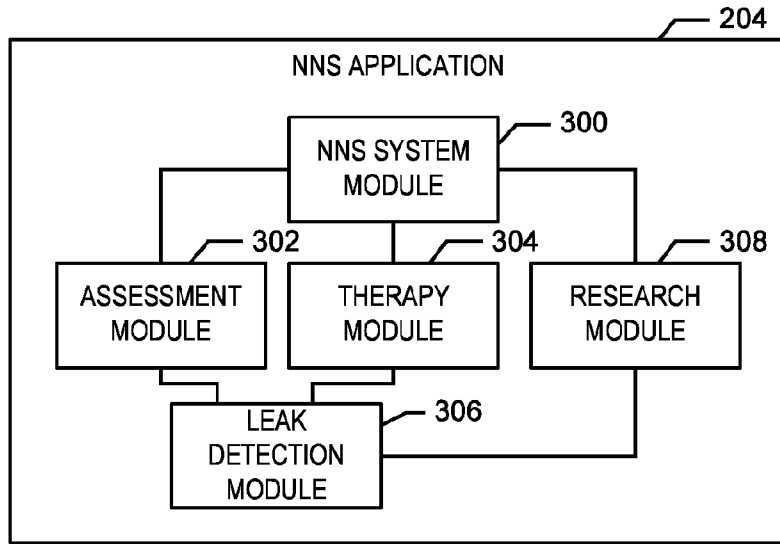 204
NNS APPLICATION
300
NNS SYSTEM
MODULE
302
304
308
ASSESSMENT
MODULE
THERAPY
MODULE
RESEARCH
MODULE
306
LEAK
DETECTION
MODULE